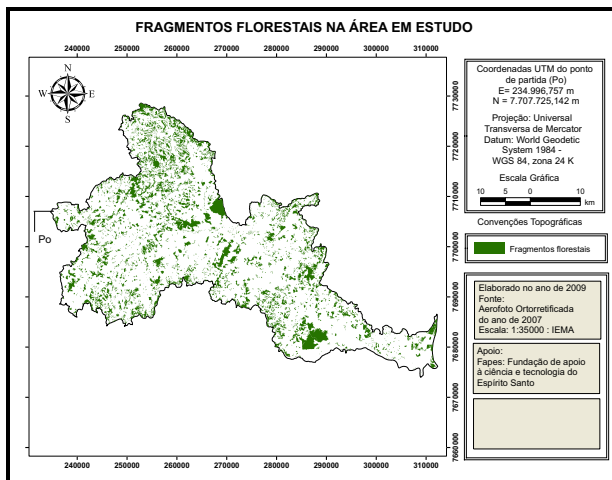 FRAGMENTOS FLORESTAIS NA ÁREA EM ESTUDO
240000 250000 260000 270000 280000 290000 300000 310000
N
W E
S
Po
7730000
7720000
7710000
7700000
7690000
7680000
7670000
7660000
240000 250000 260000 270000 280000 290000 300000 310000
Coordenadas UTM do ponto
de partida (Po)
E= 234.996,757 m
N = 7.707.725,142 m
Projeção: Universal
Transversa de Mercator
Datum: World Geodetic
System 1984 -
WGS 84, zona 24 K
Escala Gráfica
10 5 0 10
km
Convenções Topográficas
Fragmentos florestais
Elaborado no ano de 2009
Fonte:
Aerofoto Ortorretificada
do ano de 2007
Escala: 1:35000 : IEMA
Apoio:
Fapes: Fundação de apoio
à ciência e tecnologia do
Espírito Santo